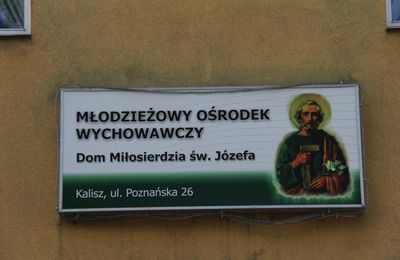 MŁODZIEŻOWY OŚRODEK
WYCHOWAWCZY
Dom Miłosierdzia św. Józefa
Kalisz, ul. Poznańska 26